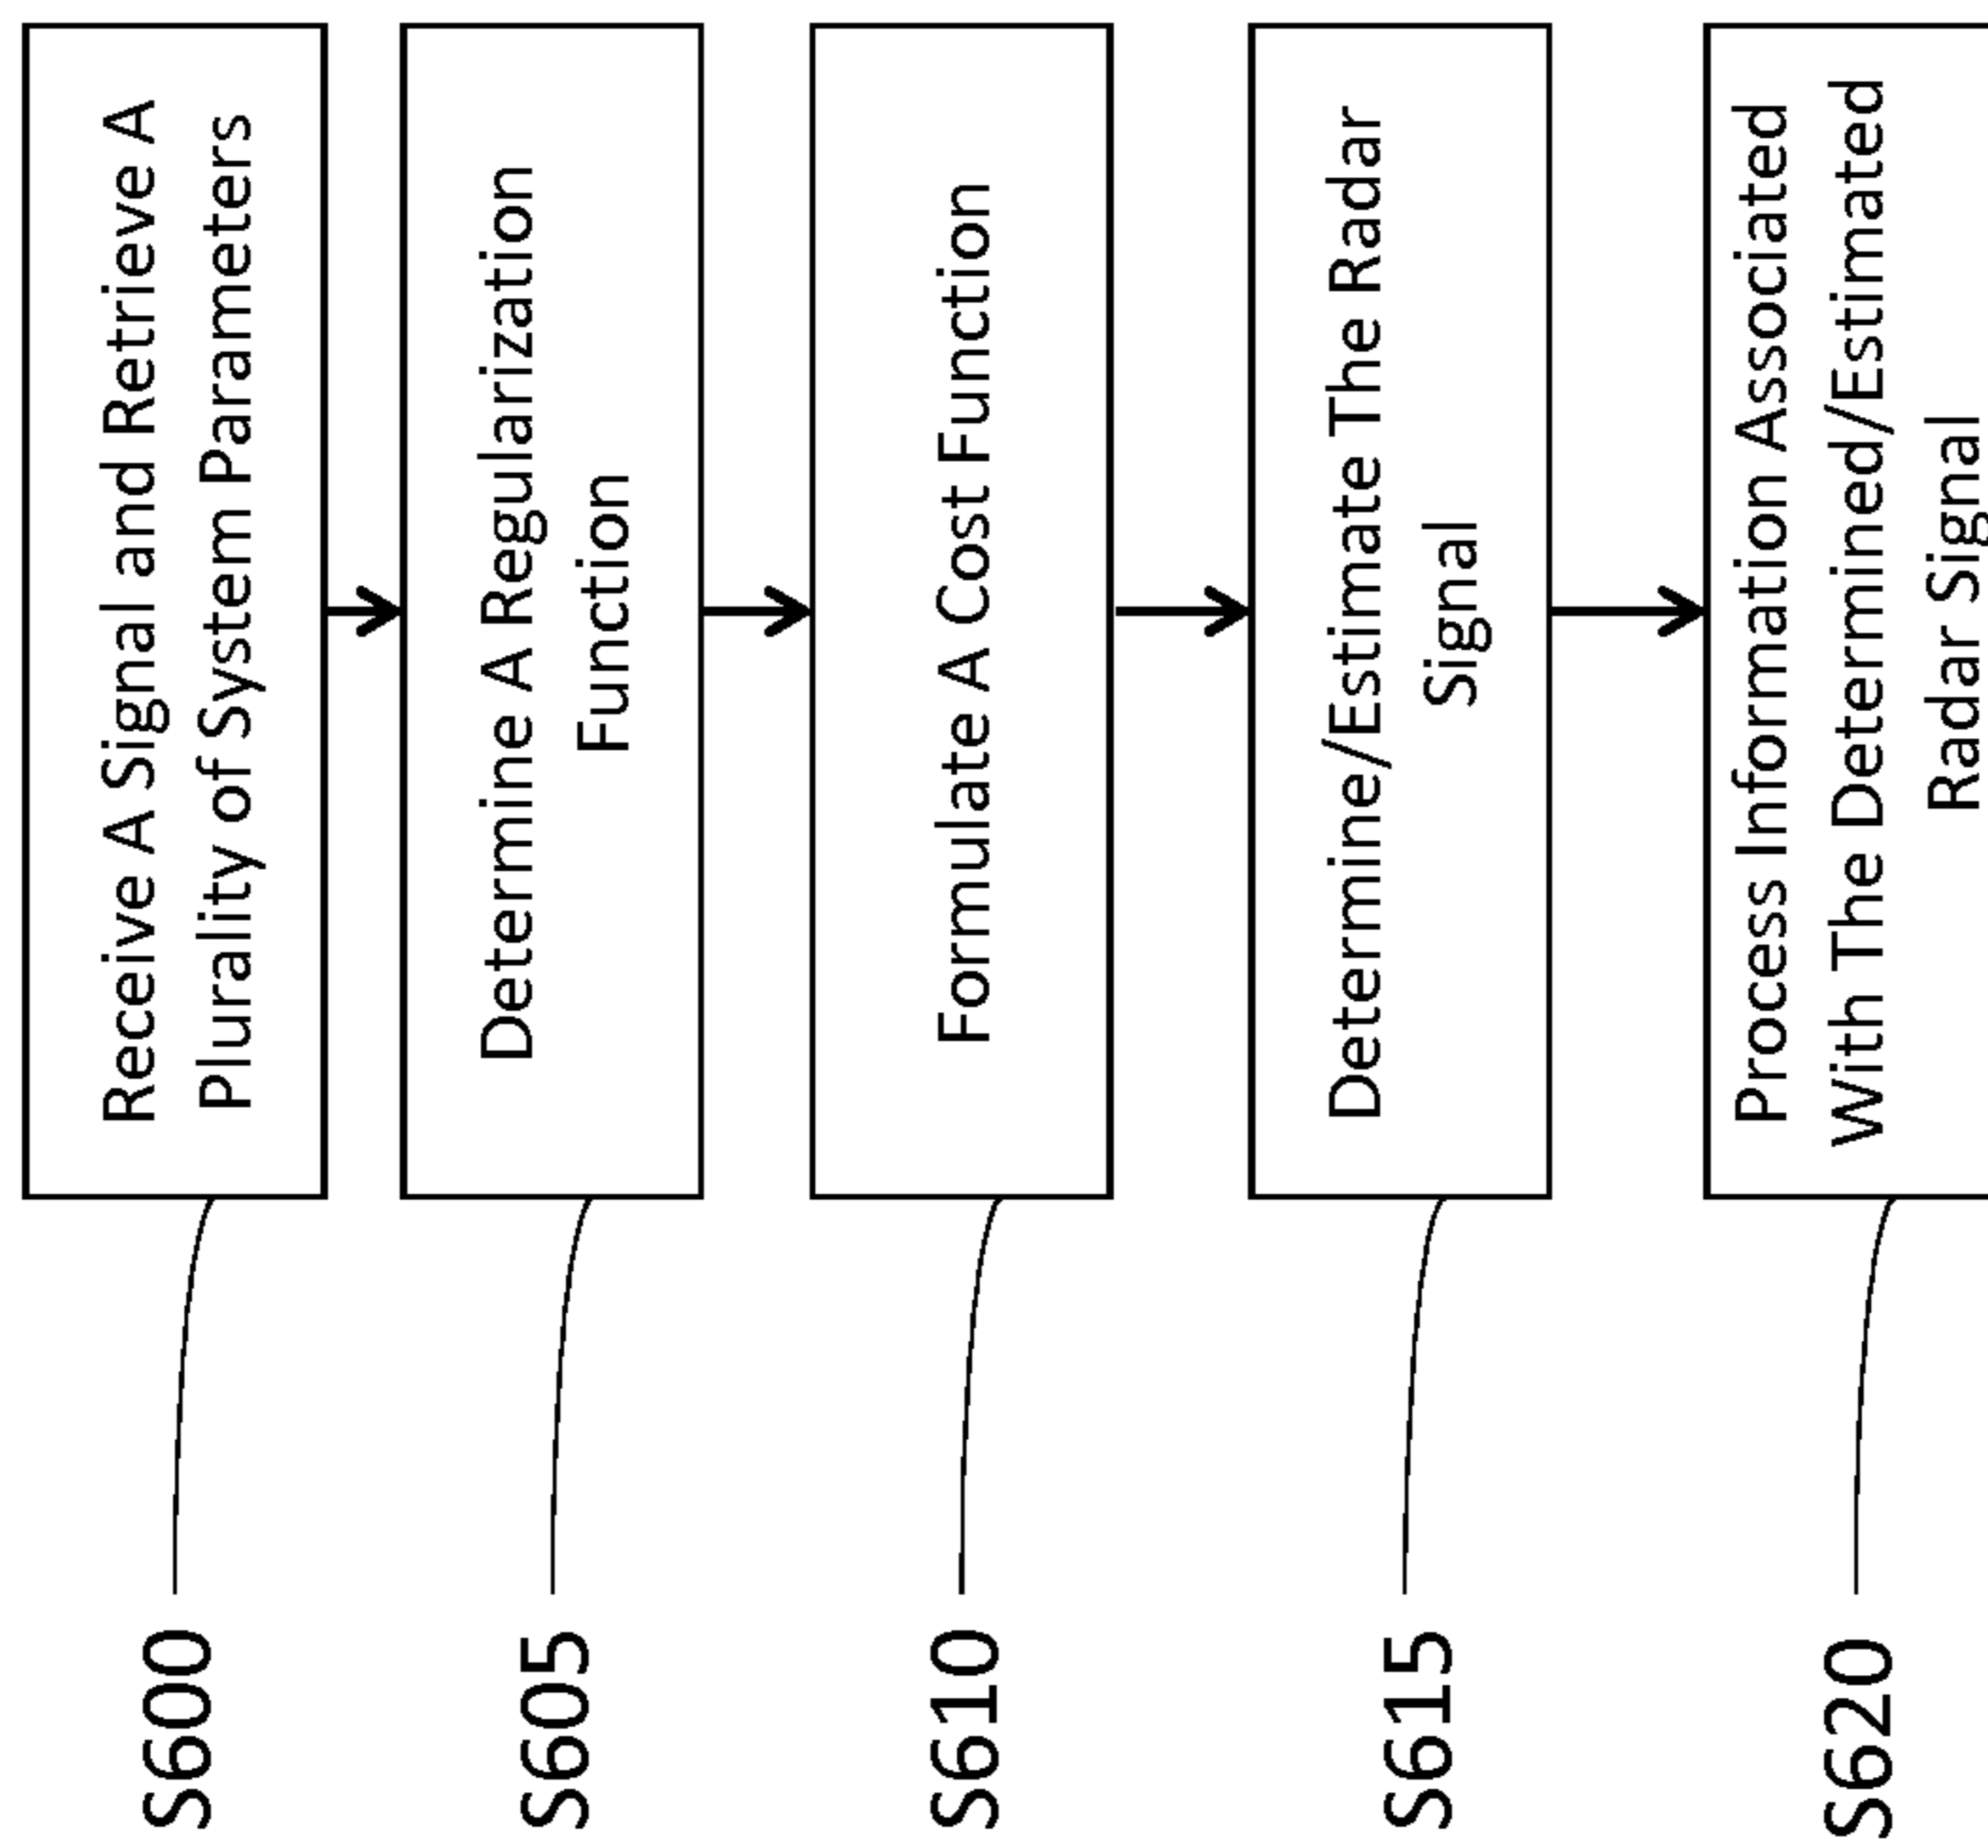 S600
Receive A Signal and Retrieve A
Plurality of System Parameters
S605
Determine A Regularization
Function
S610
Formulate A Cost Function
S615
Determine/Estimate The Radar
Signal
S620
Process Information Associated
With The Determined/Estimated
Radar Signal